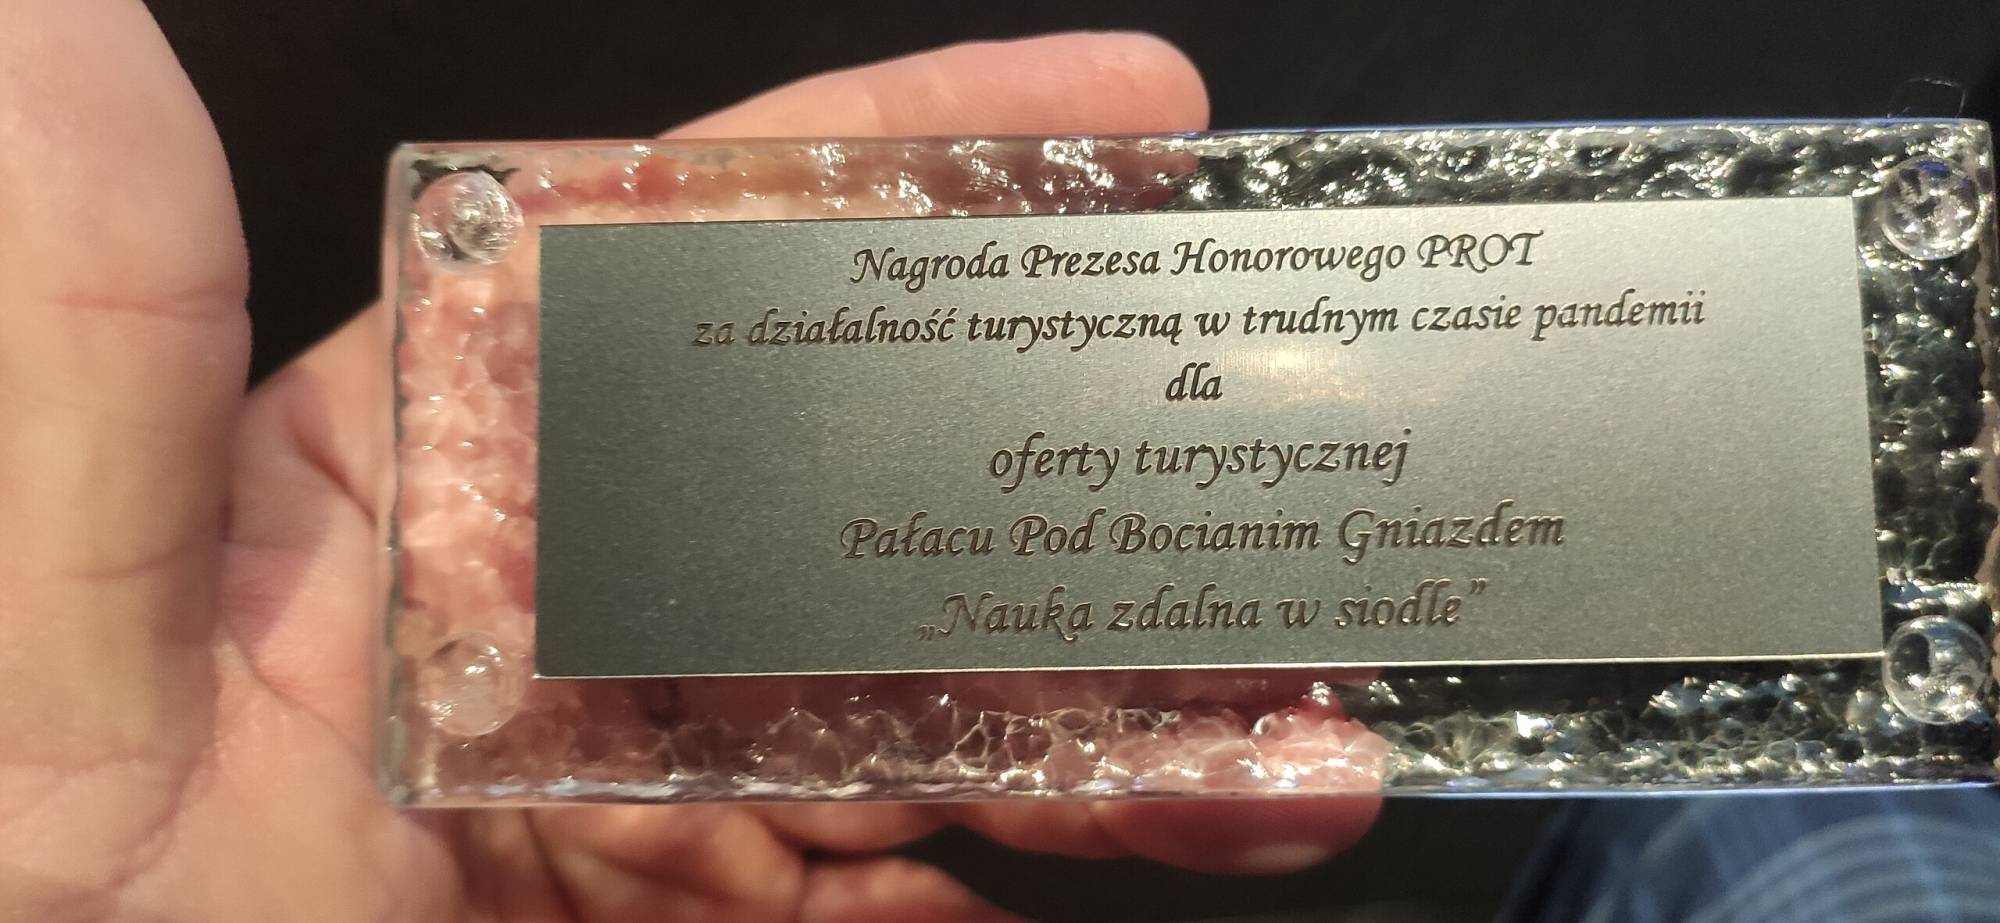 Nagroda Prezesa Honorowego PROT
za działalność turystyczną w trudnym czasie pandemii
dla
oferty turystycznej
Pałacu Pod Bocianim Gniazdem
„Nauka zdalna w siodle”